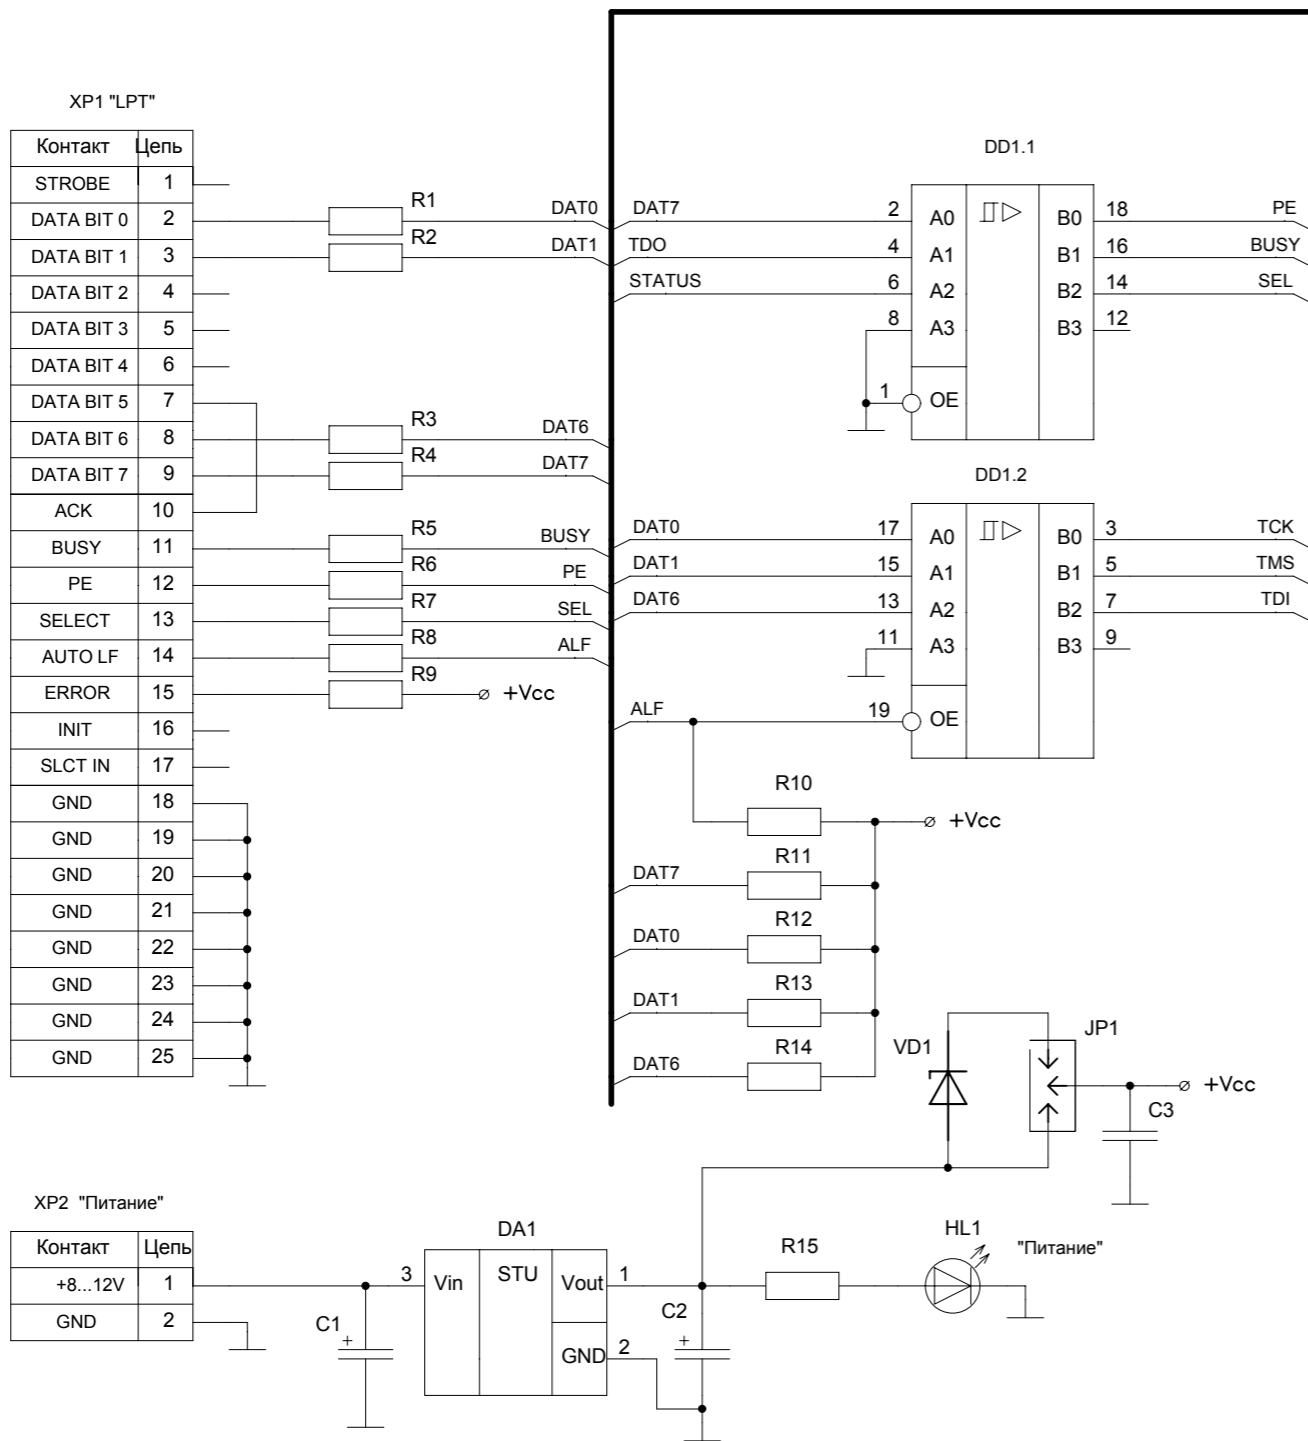 XP1 "LPT"
Контакт Цепь
STROBE 1
DATA BIT 0 2
DATA BIT 1 3
DATA BIT 2 4
DATA BIT 3 5
DATA BIT 4 6
DATA BIT 5 7
DATA BIT 6 8
DATA BIT 7 9
ACK 10
BUSY 11
PE 12
SELECT 13
AUTO LF 14
ERROR 15
INIT 16
SLCT IN 17
GND 18
GND 19
GND 20
GND 21
GND 22
GND 23
GND 24
GND 25
R1 DAT0
R2 DAT1
R3 DAT6
R4 DAT7
R5 BUSY
R6 PE
R7 SEL
R8 ALF
R9 +Vcc
DD1.1
DAT7 2 A0 B0 18 PE
TDO 4 A1 B1 16 BUSY
STATUS 6 A2 B2 14 SEL
8 A3 B3 12
1 OE
DD1.2
DAT0 17 A0 B0 3 TCK
DAT1 15 A1 B1 5 TMS
DAT6 13 A2 B2 7 TDI
11 A3 B3 9
ALF 19 OE
R10 +Vcc
DAT7 R11
DAT0 R12
DAT1 R13
DAT6 R14
VD1 JP1
+Vcc
C3
XP2 "Питание"
Контакт Цепь
+8...12V 1
GND 2
C1 +
DA1
3 Vin STU Vout 1
GND 2
C2 +
R15 HL1 "Питание"